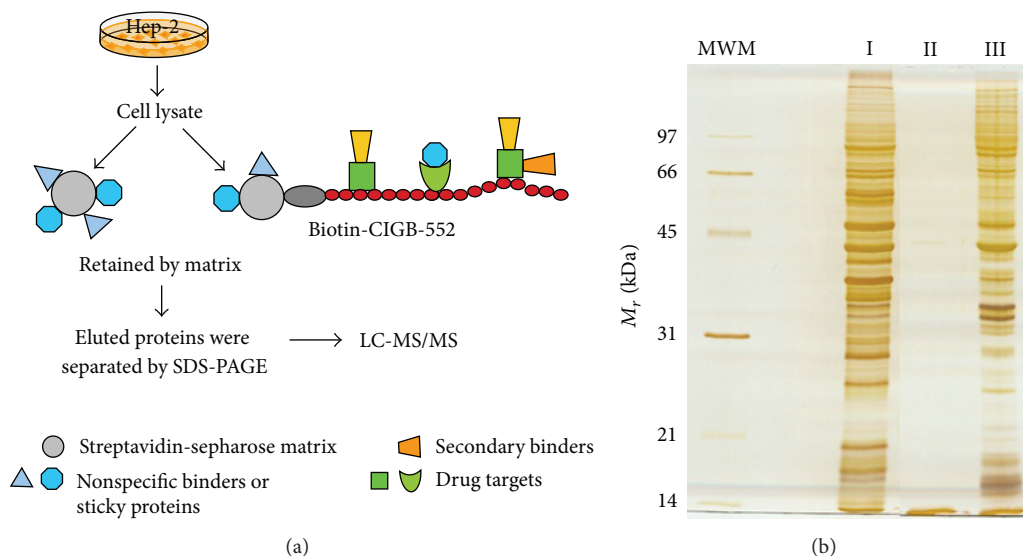 Hep-2
Cell lysate
Biotin-CIGB-552
Retained by matrix
Eluted proteins were
separated by SDS-PAGE
LC-MS/MS
Streptavidin-sepharose matrix
Nonspecific binders or
sticky proteins
Secondary binders
Drug targets
(a)
MWM I II III
97
66
45
31
21
14
M_r (kDa)
(b)